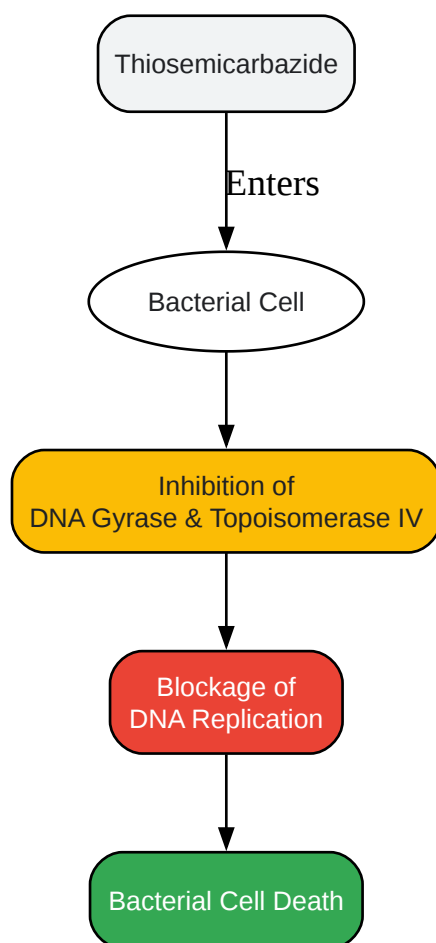 Thiosemicarbazide
Enters
Bacterial Cell
Inhibition of
DNA Gyrase & Topoisomerase IV
Blockage of
DNA Replication
Bacterial Cell Death